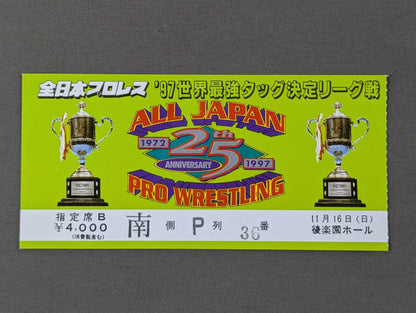 全日本プロレス '97世界最強タッグ決定リーグ戦
ALL JAPAN
25th
1972 ANNIVERSARY 1997
PRO WRESTLING
指定席B
¥4,000
(消費税含む)
南 側 P 列 36 番
11月16日(日)
後楽園ホール